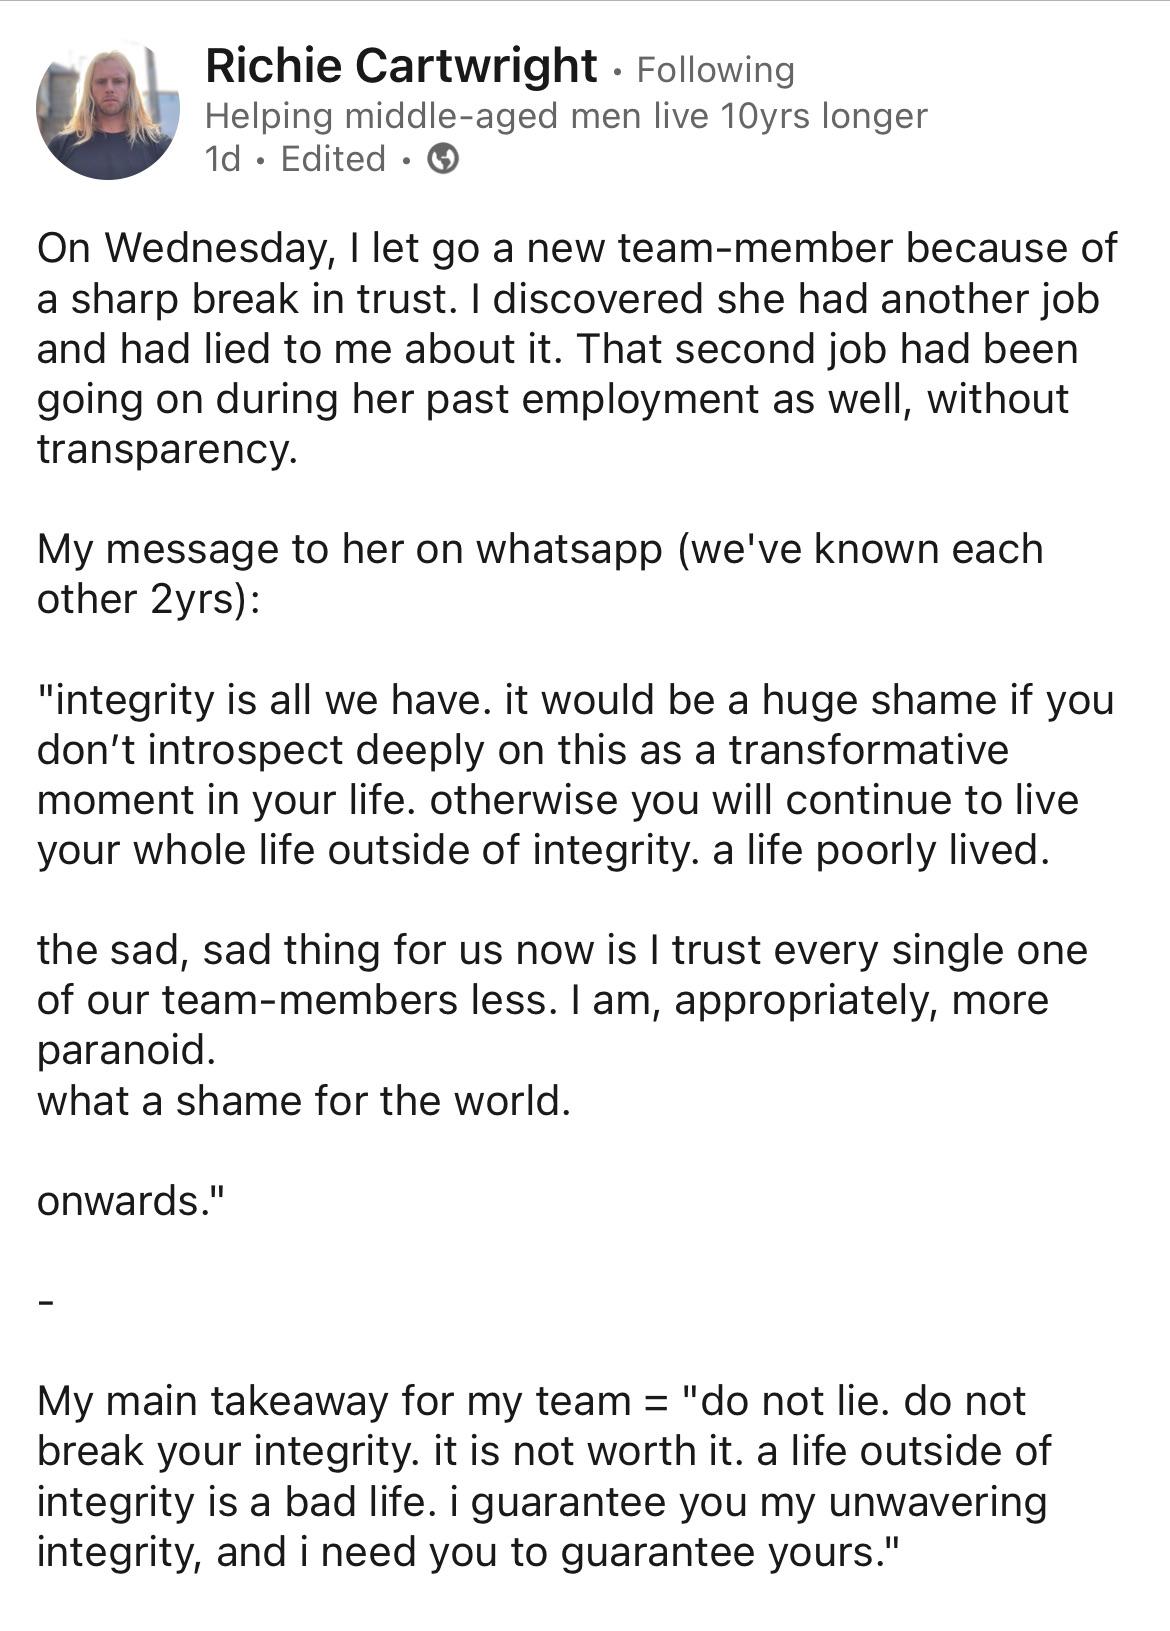 Richie Cartwright • Following
Helping middle-aged men live 10yrs longer
1d • Edited •
On Wednesday, I let go a new team-member because of
a sharp break in trust. I discovered she had another job
and had lied to me about it. That second job had been
going on during her past employment as well, without
transparency.
My message to her on whatsapp (we've known each
other 2yrs):
"integrity is all we have. it would be a huge shame if you
don’t introspect deeply on this as a transformative
moment in your life. otherwise you will continue to live
your whole life outside of integrity. a life poorly lived.
the sad, sad thing for us now is I trust every single one
of our team-members less. I am, appropriately, more
paranoid.
what a shame for the world.
onwards."
-
My main takeaway for my team = "do not lie. do not
break your integrity. it is not worth it. a life outside of
integrity is a bad life. i guarantee you my unwavering
integrity, and i need you to guarantee yours."